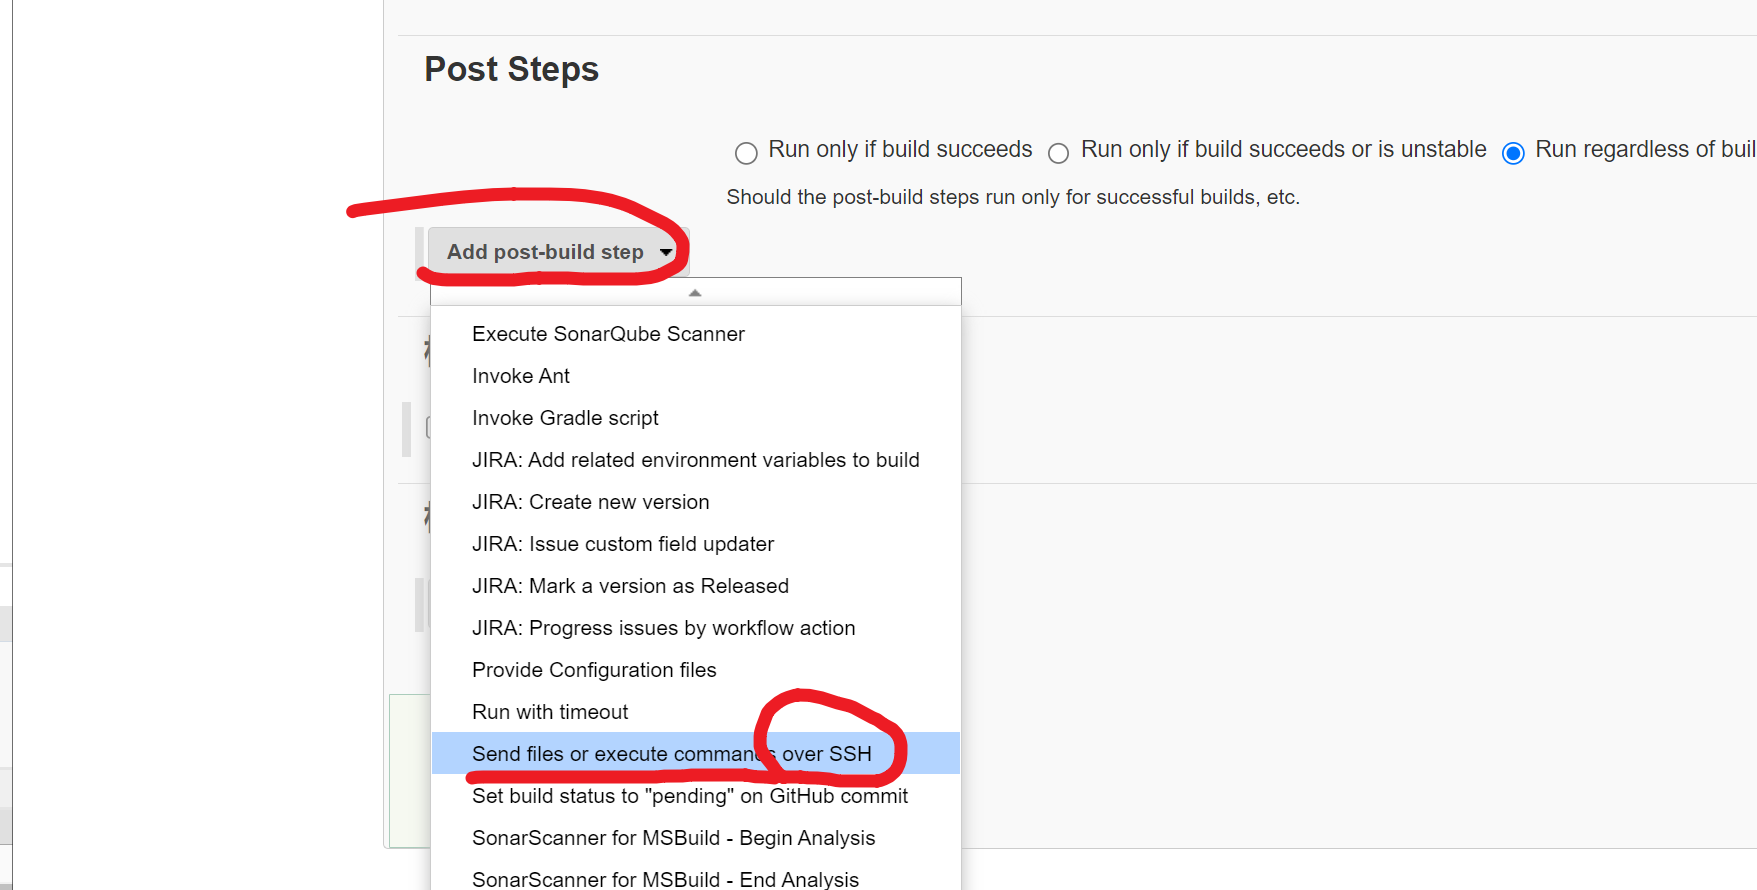 Post Steps
Run only if build succeeds Run only if build succeeds or is unstable Run regardless of buil
Should the post-build steps run only for successful builds, etc.
Add post-build step
Execute SonarQube Scanner
Invoke Ant
Invoke Gradle script
JIRA: Add related environment variables to build
JIRA: Create new version
JIRA: Issue custom field updater
JIRA: Mark a version as Released
JIRA: Progress issues by workflow action
Provide Configuration files
Run with timeout
Send files or execute commands over SSH
Set build status to "pending" on GitHub commit
SonarScanner for MSBuild - Begin Analysis
SonarScanner for MSBuild - End Analysis